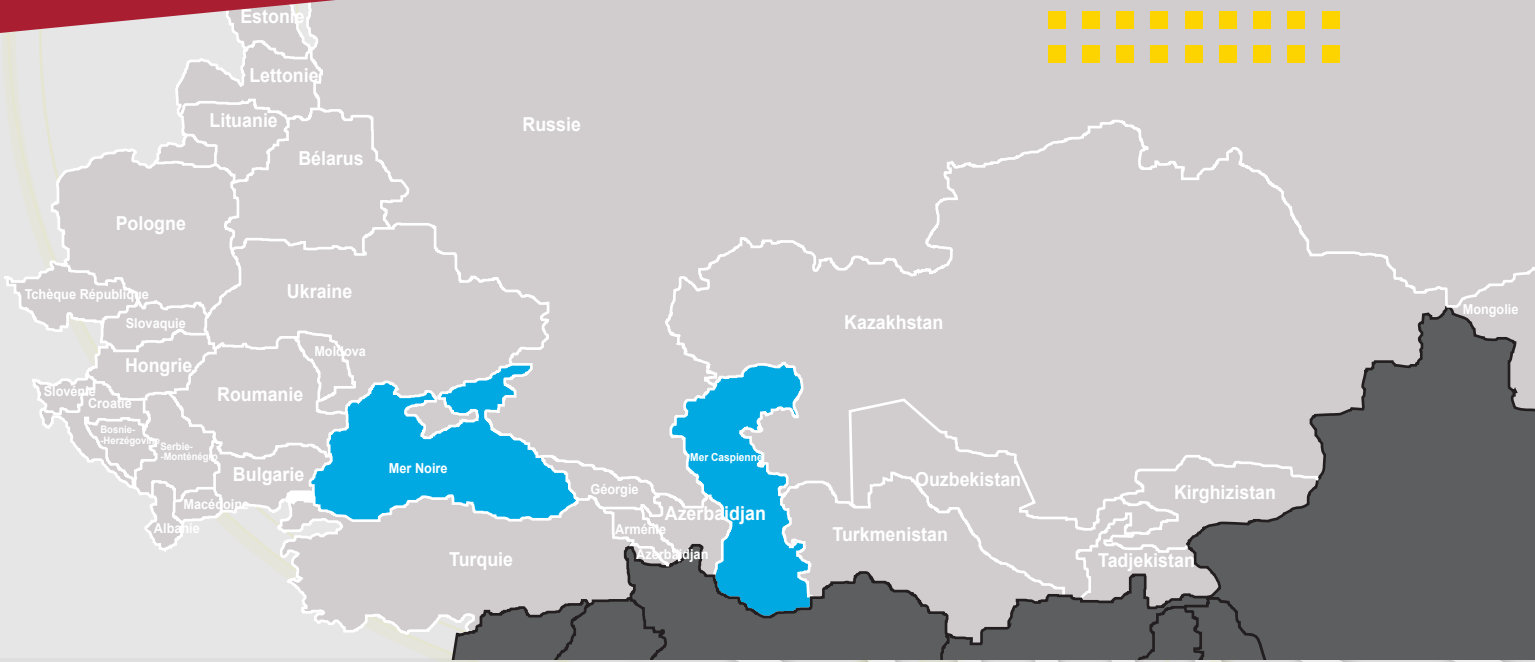 Estonie
Lettonie
Lituanie
Russie
Bélarus
Pologne
Ukraine
Tchèque République
Slovaquie
Mongolie
Kazakhstan
Moldova
Hongrie
Slovénie
Roumanie
Croatie
Bosnie-
-Herzégovine
Serbie-
-Monténégro
Mer Noire
Mer Caspienne
Bulgarie
Ouzbekistan
Géorgie
Kirghizistan
Macédoine
Azerbaidjan
Albanie
Arménie
Turkmenistan
Azerbaidjan
Turquie
Tadjekistan